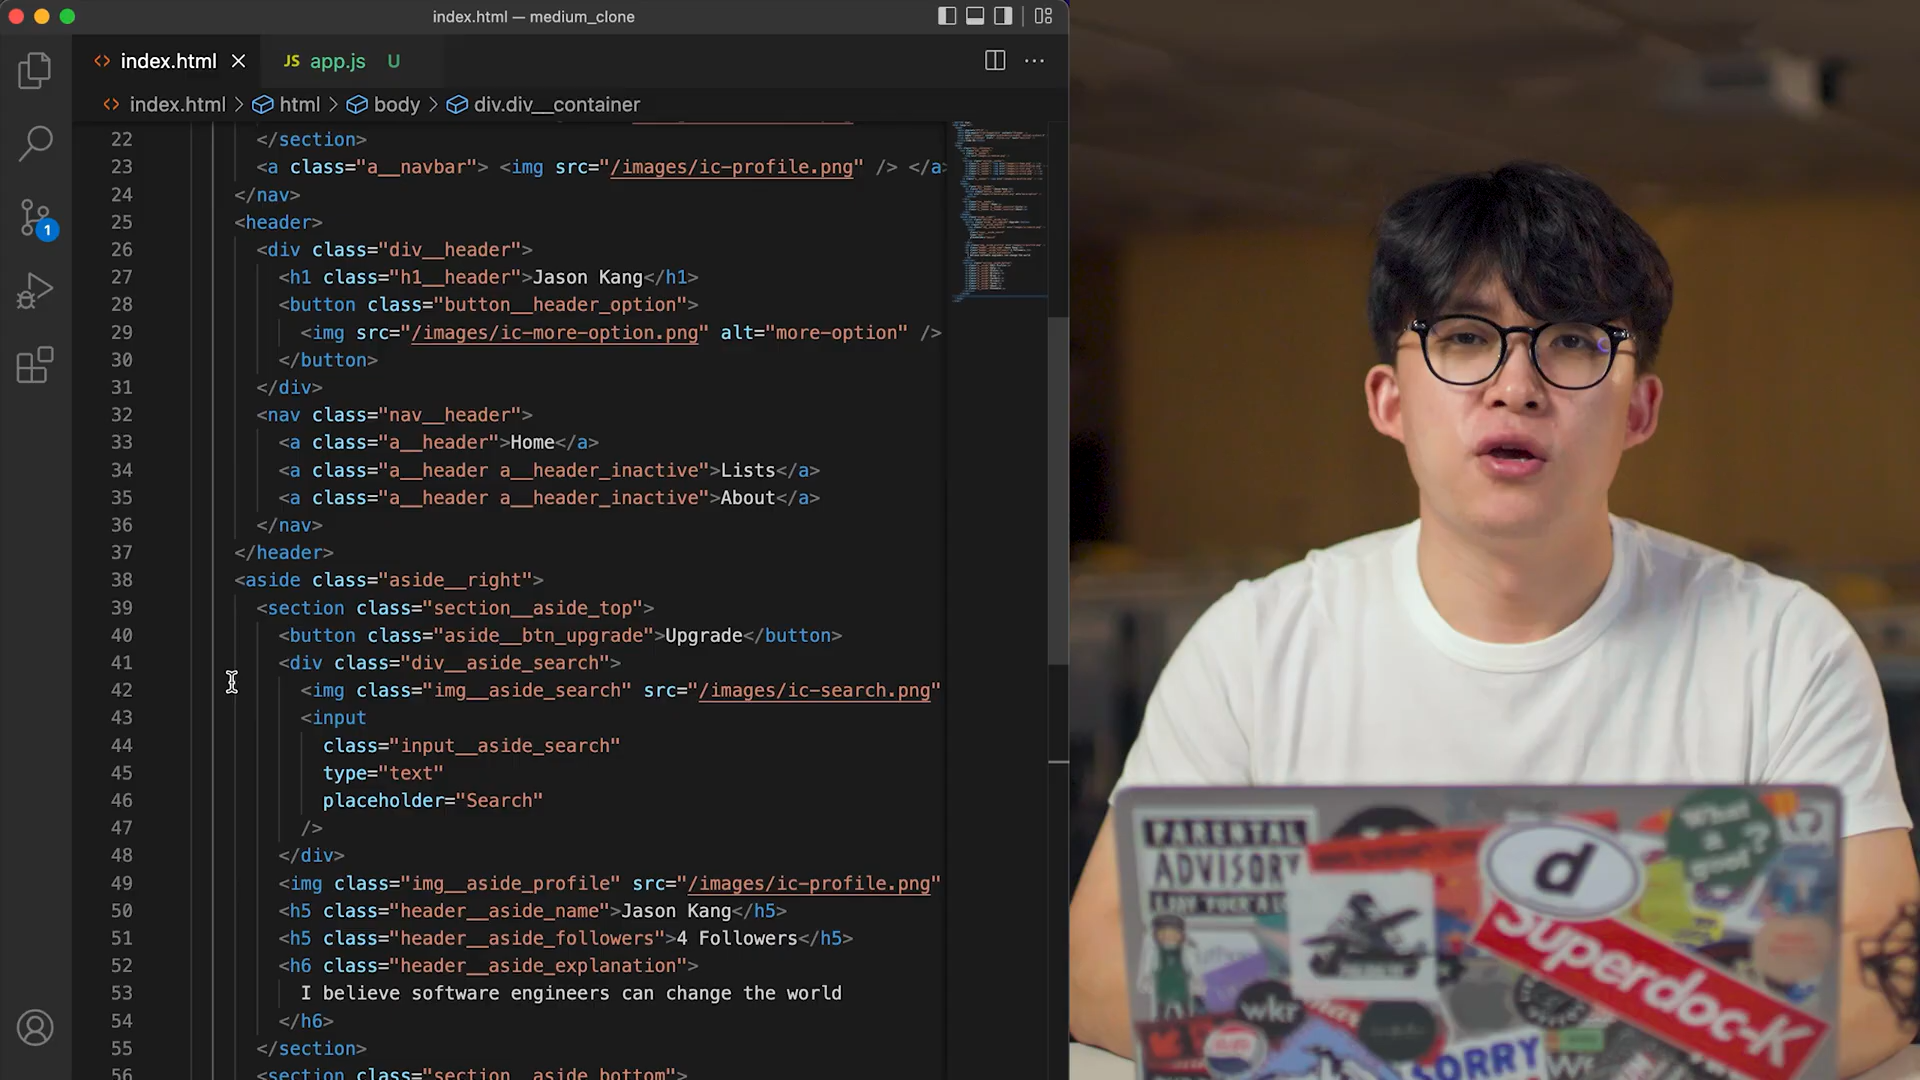 index.html — medium_clone
index.html
JS app.js U
index.html > html > body > div.div__container
22 </section>
23 <a class="a__navbar"> <img src="/images/ic-profile.png" /> </a>
24 </nav>
25 <header>
26 <div class="div__header">
27 <h1 class="h1__header">Jason Kang</h1>
28 <button class="button__header_option">
29 <img src="/images/ic-more-option.png" alt="more-option" />
30 </button>
31 </div>
32 <nav class="nav__header">
33 <a class="a__header">Home</a>
34 <a class="a__header a__header_inactive">Lists</a>
35 <a class="a__header a__header_inactive">About</a>
36 </nav>
37 </header>
38 <aside class="aside__right">
39 <section class="section__aside_top">
40 <button class="aside__btn_upgrade">Upgrade</button>
41 <div class="div__aside_search">
42 <img class="img__aside_search" src="/images/ic-search.png"
43 <input
44 class="input__aside_search"
45 type="text"
46 placeholder="Search"
47 />
48 </div>
49 <img class="img__aside_profile" src="/images/ic-profile.png"
50 <h5 class="header__aside_name">Jason Kang</h5>
51 <h5 class="header__aside_followers">4 Followers</h5>
52 <h6 class="header__aside_explanation">
53 I believe software engineers can change the world
54 </h6>
55 </section>
56 <section class="section__aside_bottom">
1
PARENTAL
ADVISORY
What
a
d
Superdoc-K
wkr
SORRY